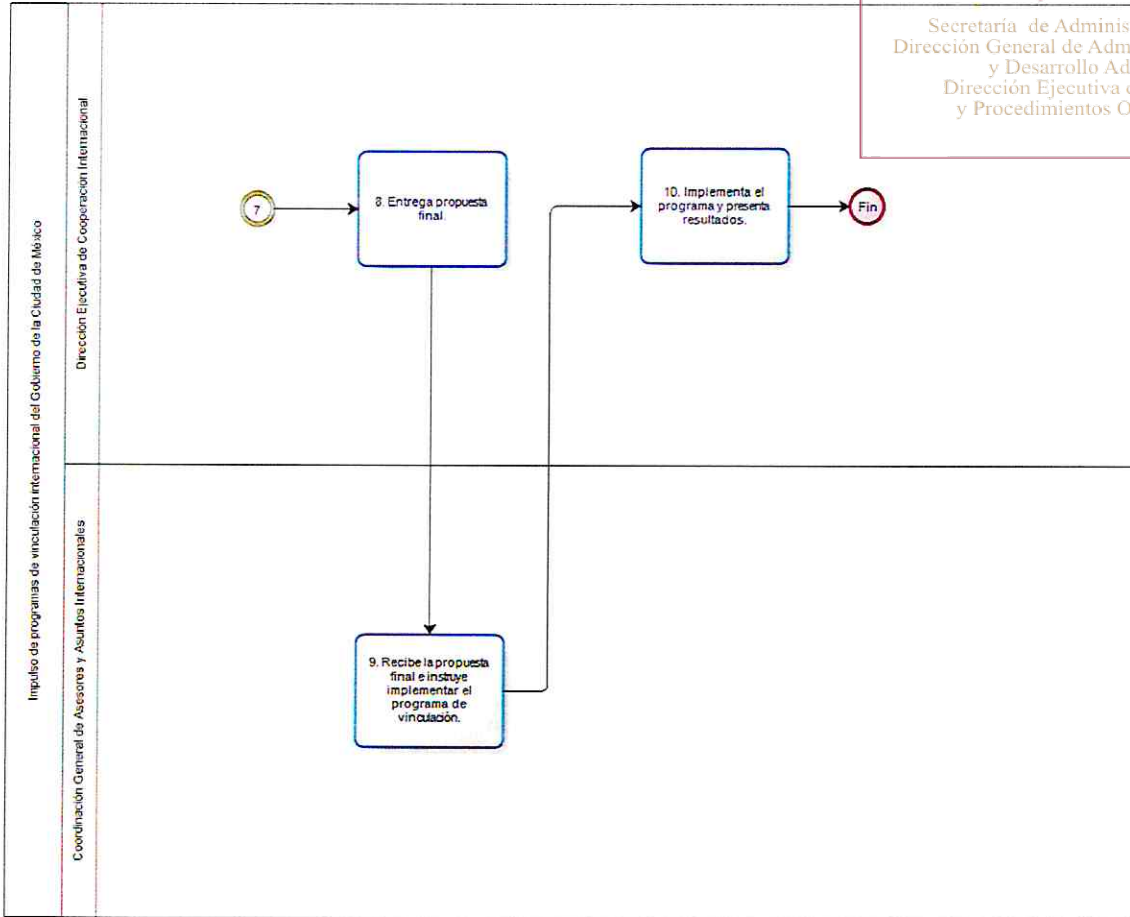 Secretaría de Adminis
Dirección General de Adm
y Desarrollo Ad
Dirección Ejecutiva
y Procedimientos O
Impulso de programas de vinculación internacional del Gobierno de la Ciudad de México
Dirección Ejecutiva de Cooperación Internacional
7
8. Entrega propuesta
final.
10. Implementa el
programa y presenta
resultados.
Fin
Coordinación General de Asesores y Asuntos Internacionales
9. Recibe la propuesta
final e instruye
implementar el
programa de
vinculación.